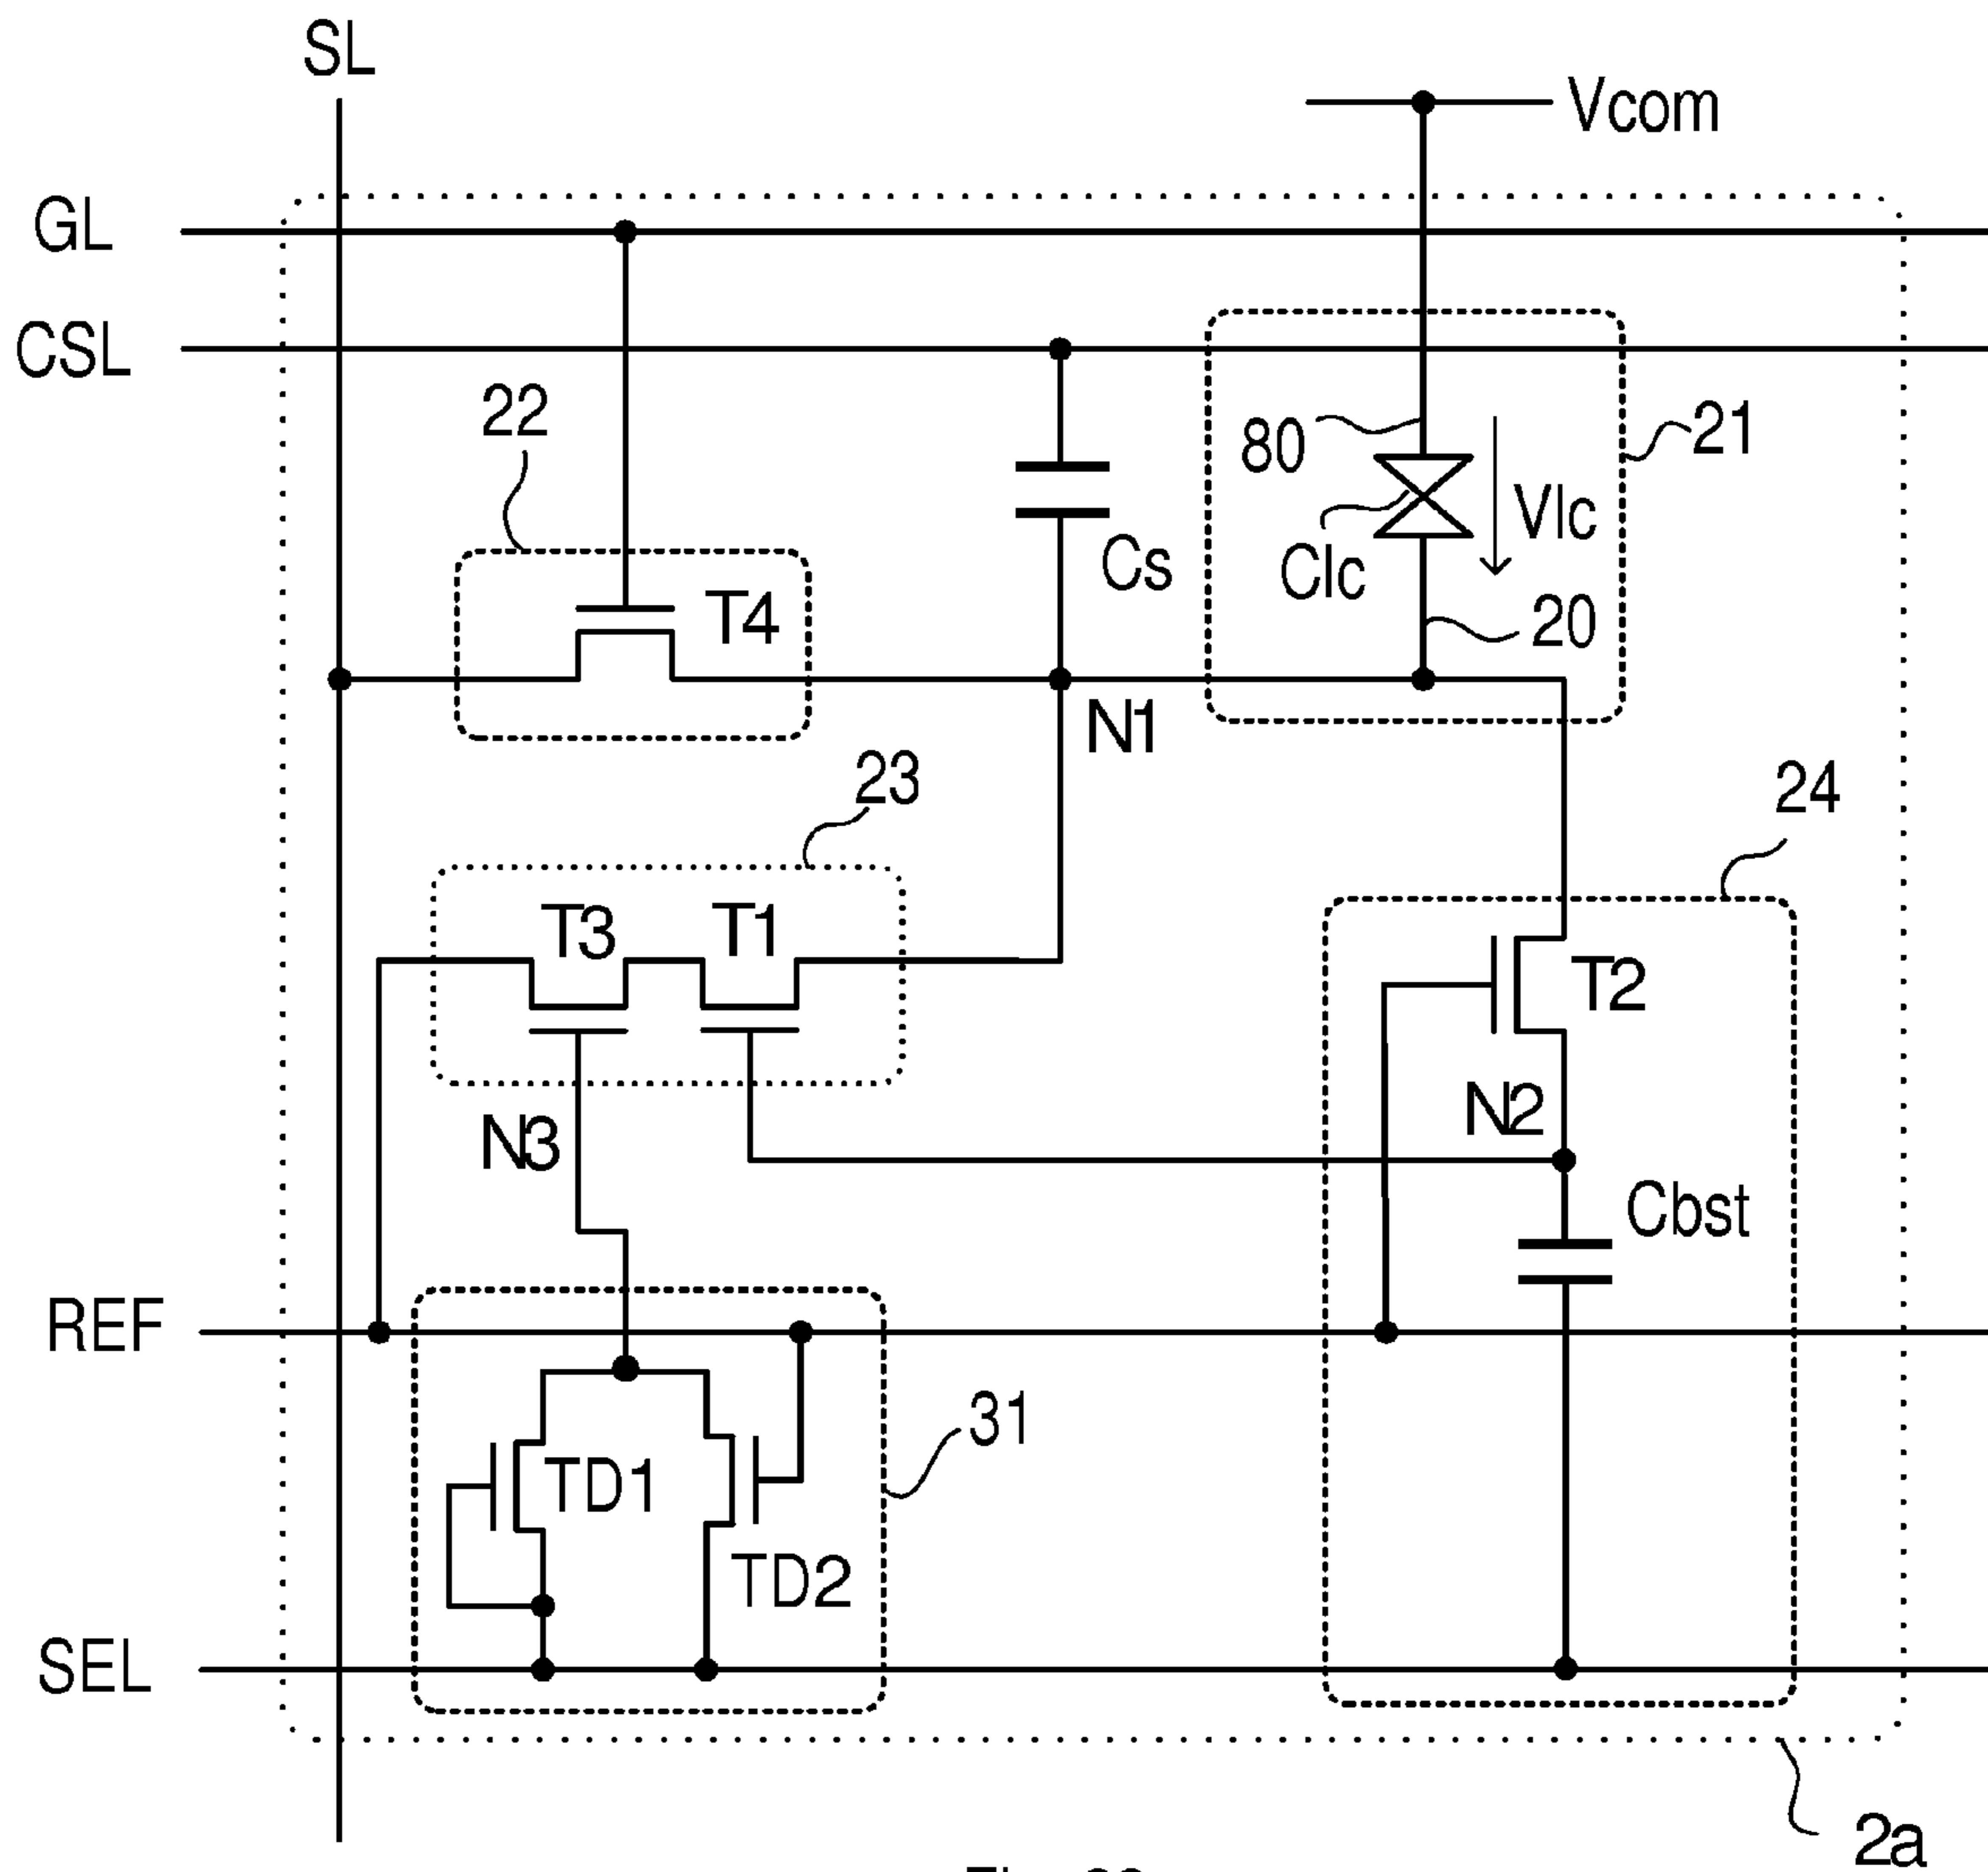 SL
Vcom
GL
CSL
22
80
21
Vlc
Clc
Cs
20
T4
N1
23
24
T3
T1
T2
N2
N3
Cbst
REF
31
TD1
TD2
SEL
2a